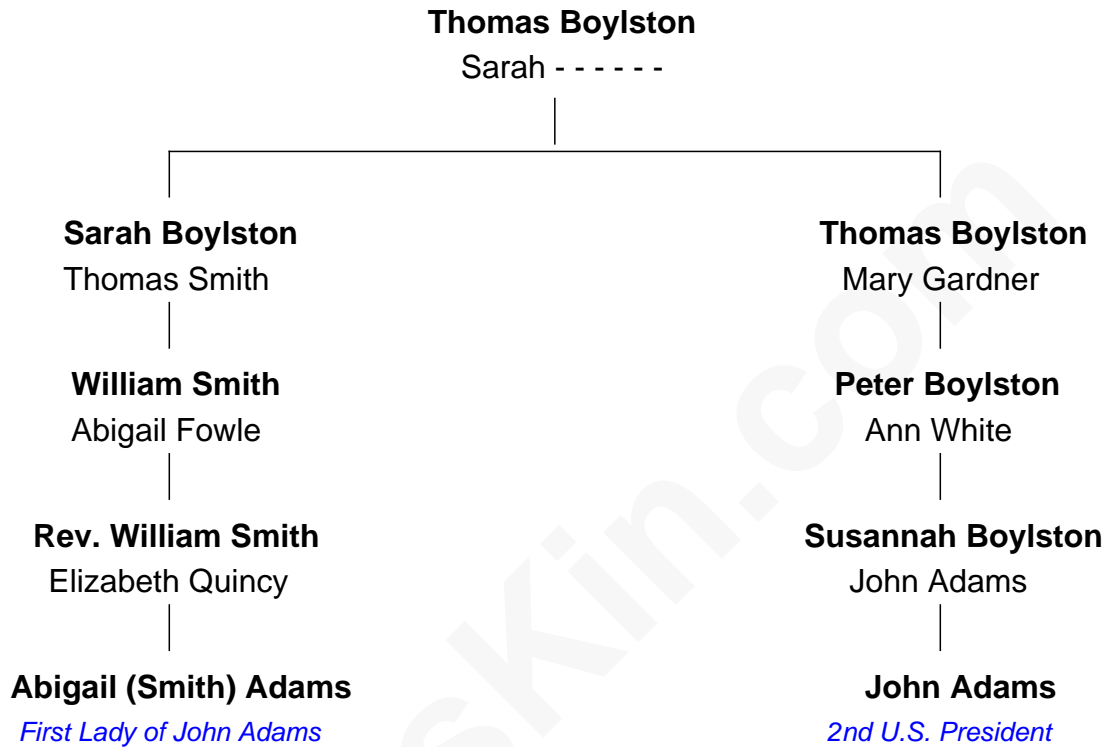 Thomas Boylston
Sarah - - - - - -
Sarah Boylston
Thomas Smith
Thomas Boylston
Mary Gardner
William Smith
Abigail Fowle
Peter Boylston
Ann White
Rev. William Smith
Elizabeth Quincy
Susannah Boylston
John Adams
Abigail (Smith) Adams
First Lady of John Adams
John Adams
2nd U.S. President
sKin.com